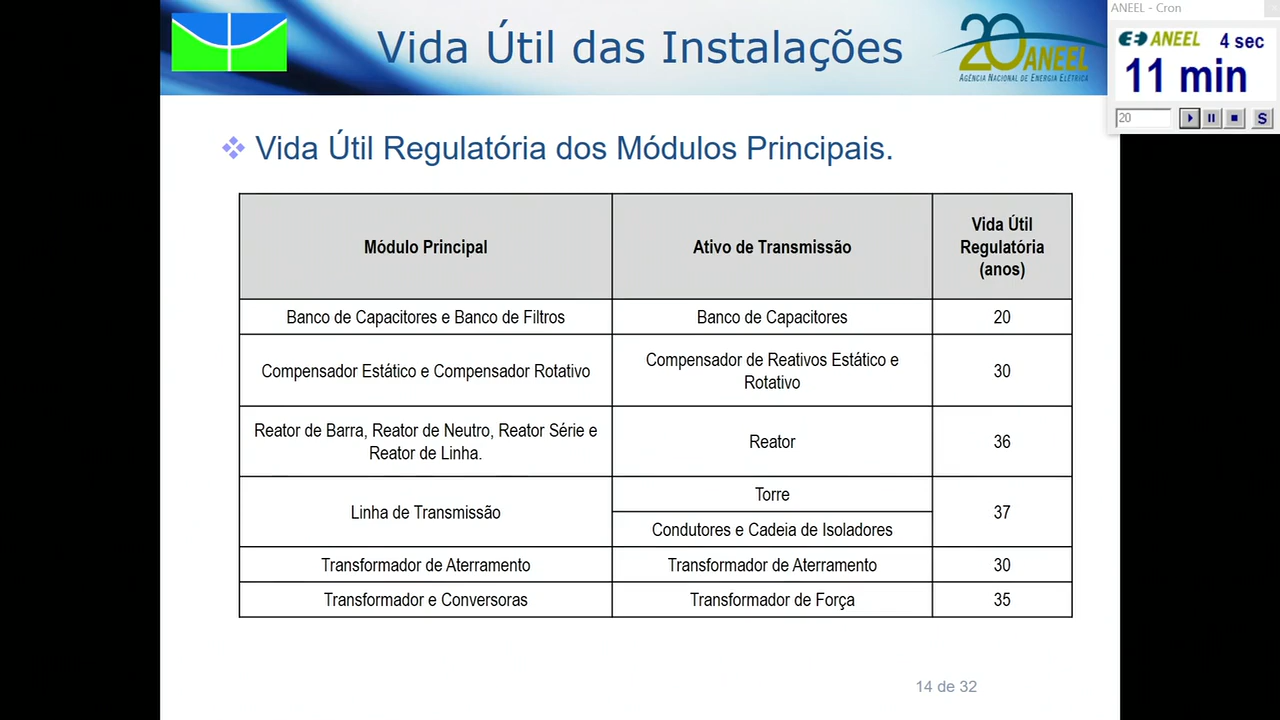 Vida Útil das Instalações
20 ANEEL
AGÊNCIA NACIONAL DE ENERGIA ELÉTRICA
ANEEL - Cron
ANEEL 4 sec
11 min
20
S
Vida Útil Regulatória dos Módulos Principais.
Módulo Principal
Ativo de Transmissão
Vida Útil
Regulatória
(anos)
Banco de Capacitores e Banco de Filtros
Banco de Capacitores
20
Compensador Estático e Compensador Rotativo
Compensador de Reativos Estático e
Rotativo
30
Reator de Barra, Reator de Neutro, Reator Série e
Reator de Linha.
Reator
36
Linha de Transmissão
Torre
Condutores e Cadeia de Isoladores
37
Transformador de Aterramento
Transformador de Aterramento
30
Transformador e Conversoras
Transformador de Força
35
14 de 32